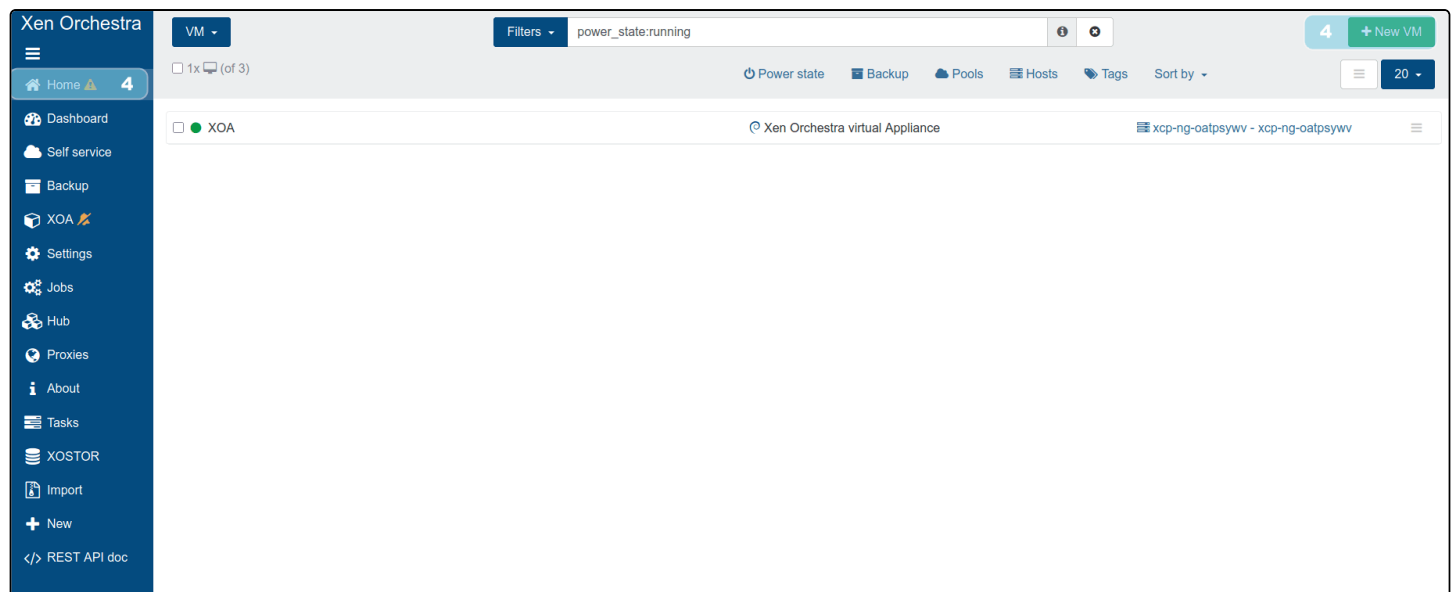 Xen Orchestra
VM
Filters
power_state:running
4
+ New VM
1x (of 3)
Power state
Backup
Pools
Hosts
Tags
Sort by
20
Home 4
Dashboard
Self service
Backup
XOA
Settings
Jobs
Hub
Proxies
About
Tasks
XOSTOR
Import
New
REST API doc
XOA
Xen Orchestra virtual Appliance
xcp-ng-oatpsywv - xcp-ng-oatpsywv